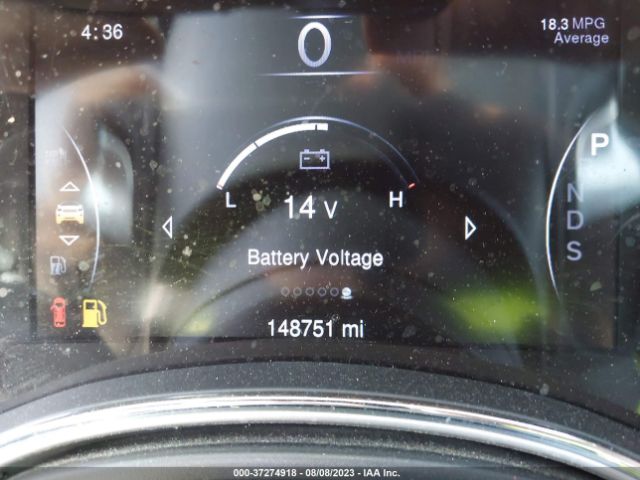 4:36
0
18.3 MPG
Average
P
N
D
S
L
H
14 V
Battery Voltage
148751 mi
000-37274918 - 08/08/2023 - IAA Inc.